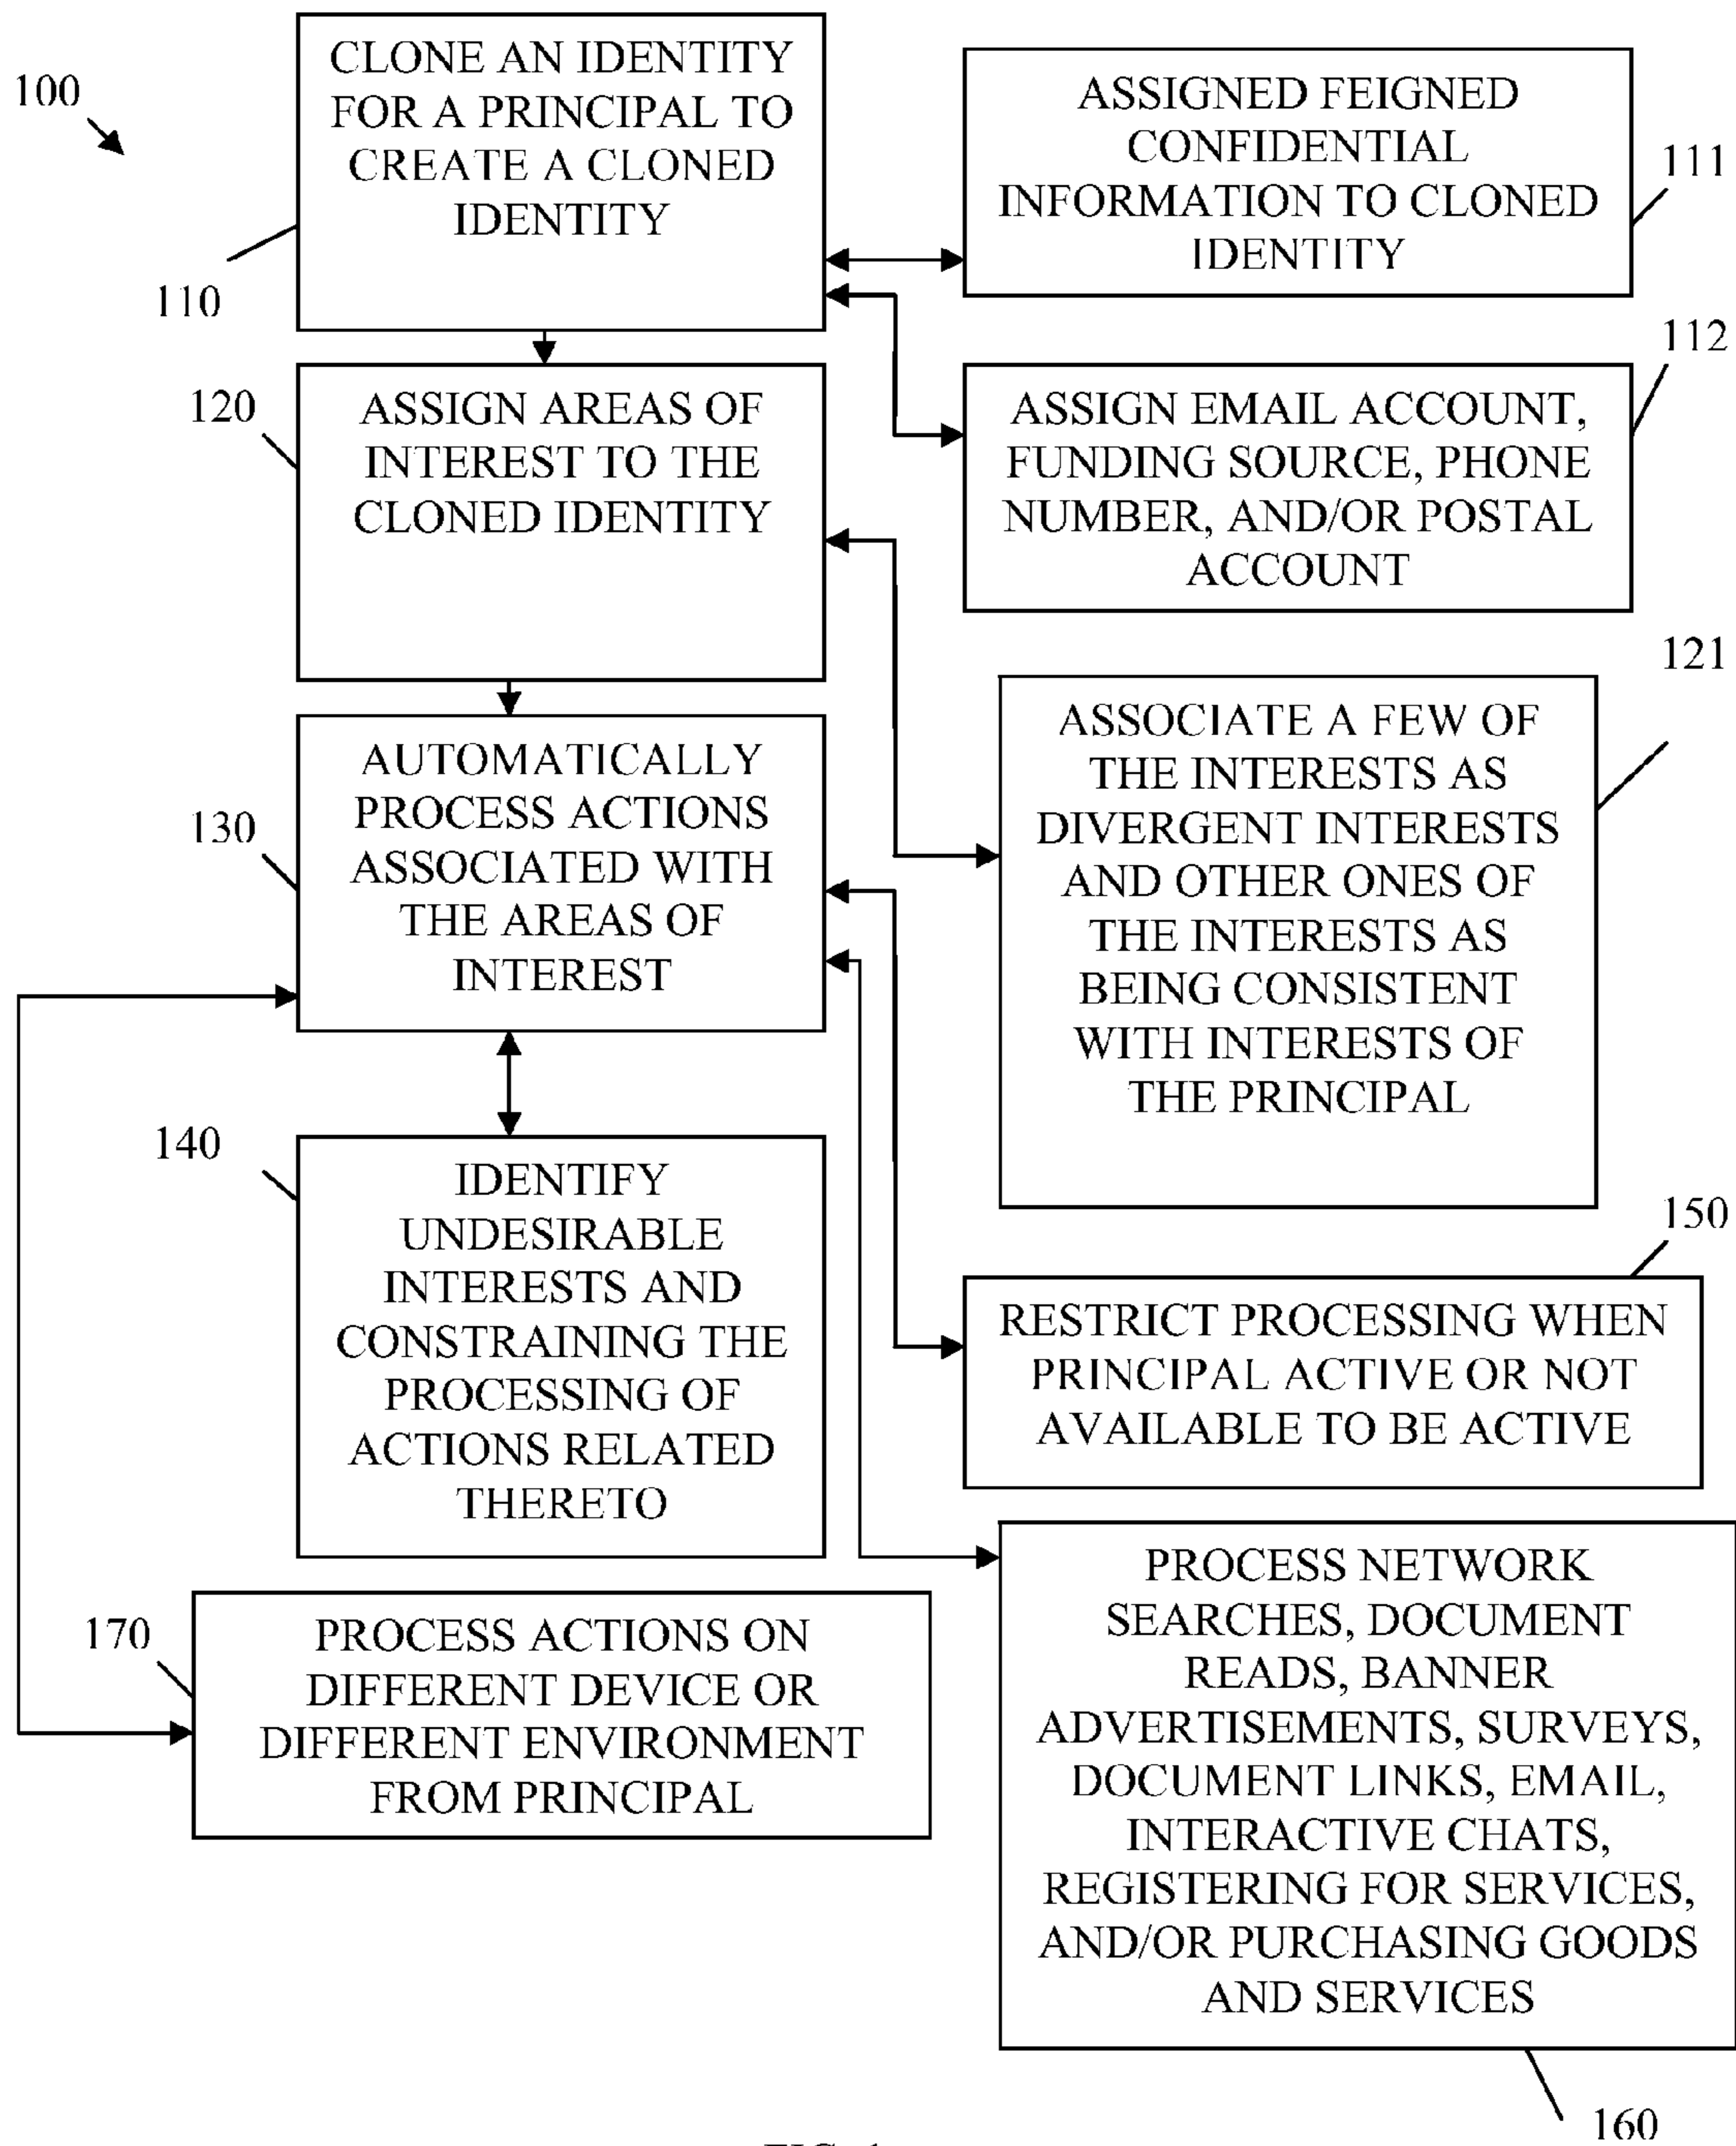 100
CLONE AN IDENTITY
FOR A PRINCIPAL TO
CREATE A CLONED
IDENTITY
110
ASSIGNED FEIGNED
CONFIDENTIAL
INFORMATION TO CLONED
IDENTITY
111
112
ASSIGN EMAIL ACCOUNT,
FUNDING SOURCE, PHONE
NUMBER, AND/OR POSTAL
ACCOUNT
120
ASSIGN AREAS OF
INTEREST TO THE
CLONED IDENTITY
121
ASSOCIATE A FEW OF
THE INTERESTS AS
DIVERGENT INTERESTS
AND OTHER ONES OF
THE INTERESTS AS
BEING CONSISTENT
WITH INTERESTS OF
THE PRINCIPAL
130
AUTOMATICALLY
PROCESS ACTIONS
ASSOCIATED WITH
THE AREAS OF
INTEREST
140
IDENTIFY
UNDESIRABLE
INTERESTS AND
CONSTRAINING THE
PROCESSING OF
ACTIONS RELATED
THERETO
150
RESTRICT PROCESSING WHEN
PRINCIPAL ACTIVE OR NOT
AVAILABLE TO BE ACTIVE
170
PROCESS ACTIONS ON
DIFFERENT DEVICE OR
DIFFERENT ENVIRONMENT
FROM PRINCIPAL
PROCESS NETWORK
SEARCHES, DOCUMENT
READS, BANNER
ADVERTISEMENTS, SURVEYS,
DOCUMENT LINKS, EMAIL,
INTERACTIVE CHATS,
REGISTERING FOR SERVICES,
AND/OR PURCHASING GOODS
AND SERVICES
160